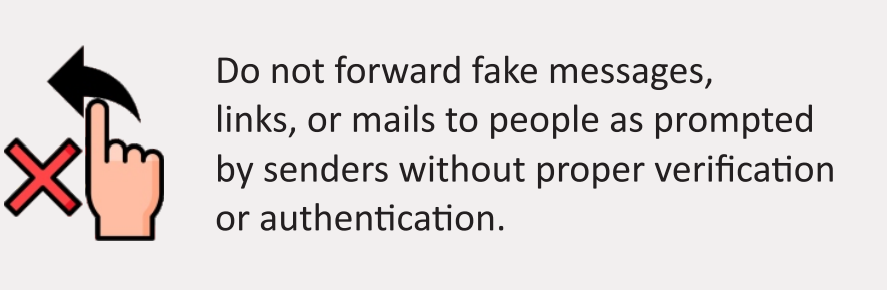 Do not forward fake messages,
links, or mails to people as prompted
by senders without proper verification
or authentication.